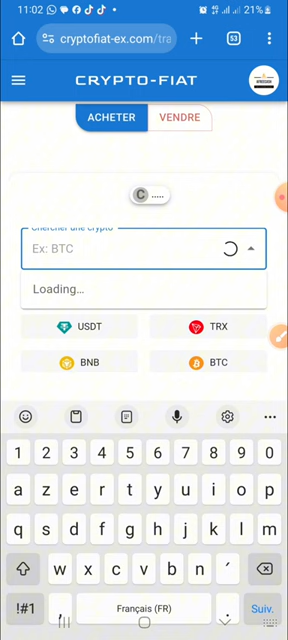 11:02
21%
cryptofiat-ex.com/tra
53
CRYPTO-FIAT
ACHETER
VENDRE
C .....
Chercher une crypto
Ex: BTC
Loading...
USDT
TRX
BNB
BTC
1 2 3 4 5 6 7 8 9 0
a z e r t y u i o p
q s d f g h j k l m
w x c v b n ´
!#1 , Français (FR) . Suiv.